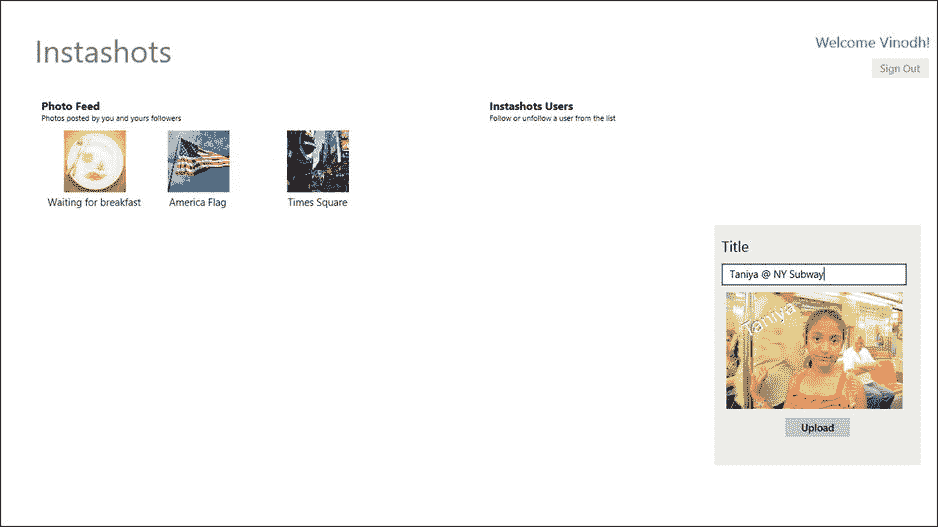 Instashots
Welcome Vinodh!
Sign Out
Photo Feed
Photos posted by you and yours followers
Instashots Users
Follow or unfollow a user from the list
Waiting for breakfast
America Flag
Times Square
Title
Taniya @ NY Subway
Taniya
Upload